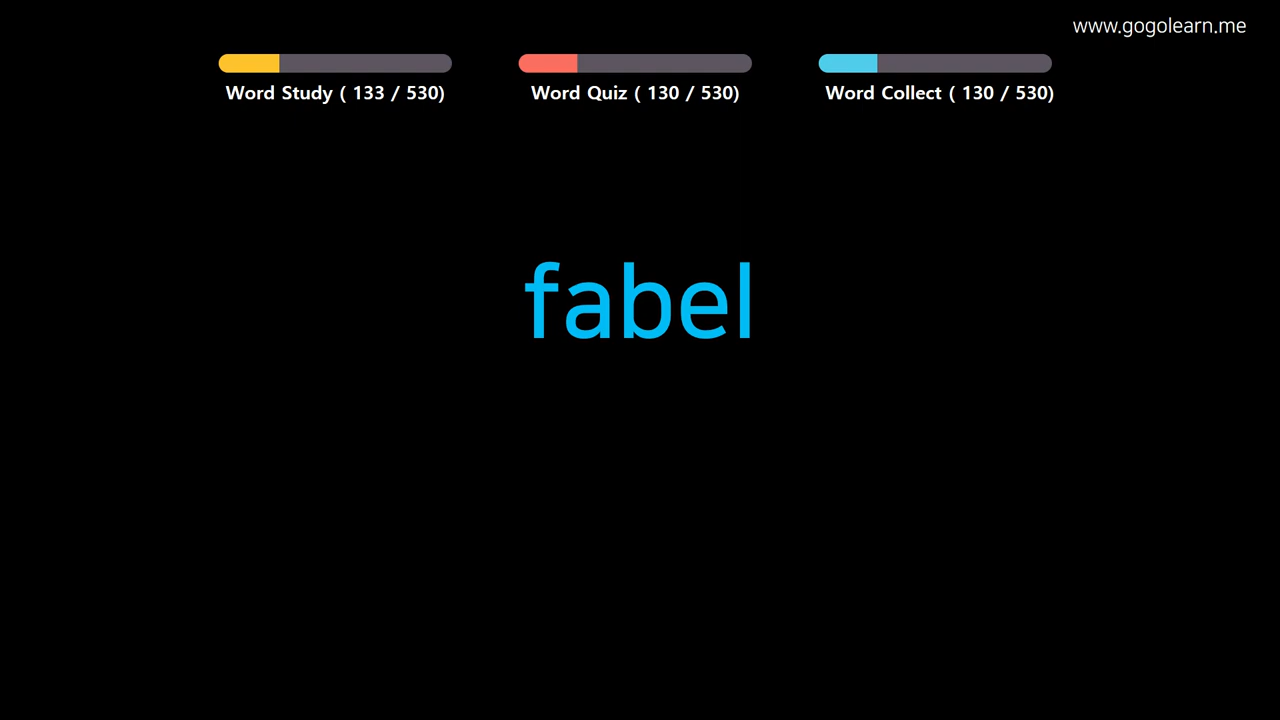 www.gogolearn.me
Word Study ( 133 / 530) Word Quiz ( 130 / 530) Word Collect ( 130 / 530)
fabel